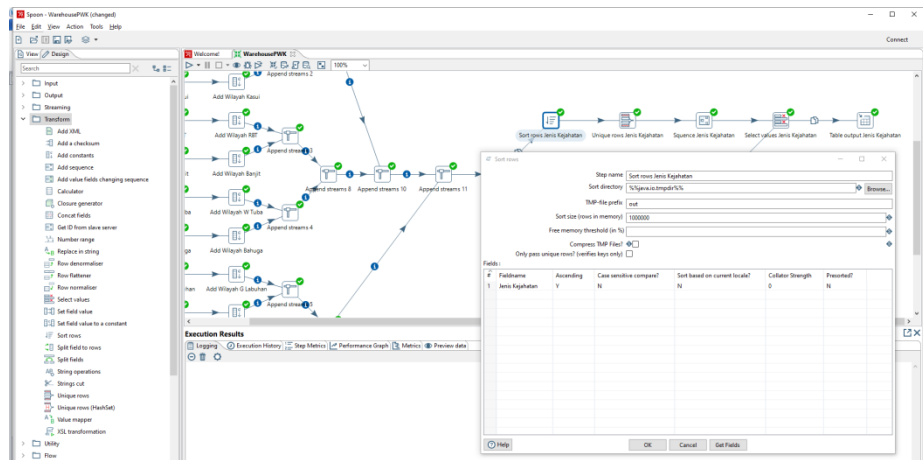 Spoon - WarehousePWK (changed)
File Edit View Action Tools Help
Connect
View Design
Welcome! WarehousePWK
Search
100%
Input
Output
Streaming
Transform
Add XML
Add a checksum
Add constants
Add sequence
Add value fields changing sequence
Calculator
Closure generator
Concat fields
Get ID from slave server
Number range
Replace in string
Row denormaliser
Row flattener
Row normaliser
Select values
Set field value
Set field value to a constant
Sort rows
Split field to rows
Split fields
String operations
Strings cut
Unique rows
Unique rows (HashSet)
Value mapper
XSL transformation
Utility
Flow
Append streams 2
Add Wilayah Kasui
Add Wilayah RBT
Append streams 3
Add Wilayah Banjit
Append streams 8 Append streams 10 Append streams 11
Add Wilayah W Tuba
Append streams 4
Add Wilayah Bahuga
Add Wilayah G Labuhan
Append streams 5
Sort rows Jenis Kejahatan Unique rows Jenis Kejahatan Squence Jenis Kejahatan Select values Jenis Kejahatan Table output Jenis Kejahatan
Execution Results
Logging Execution History Step Metrics Performance Graph Metrics Preview data
Sort rows
Step name Sort rows Jenis Kejahatan
Sort directory %%java.io.tmpdir%% Browse...
TMP-file prefix out
Sort size (rows in memory) 1000000
Free memory threshold (in %)
Compress TMP Files?
Only pass unique rows? (verifies keys only)
Fields :
# Fieldname Ascending Case sensitive compare? Sort based on current locale? Collator Strength Presorted?
1 Jenis Kejahatan Y N N 0 N
Help OK Cancel Get Fields